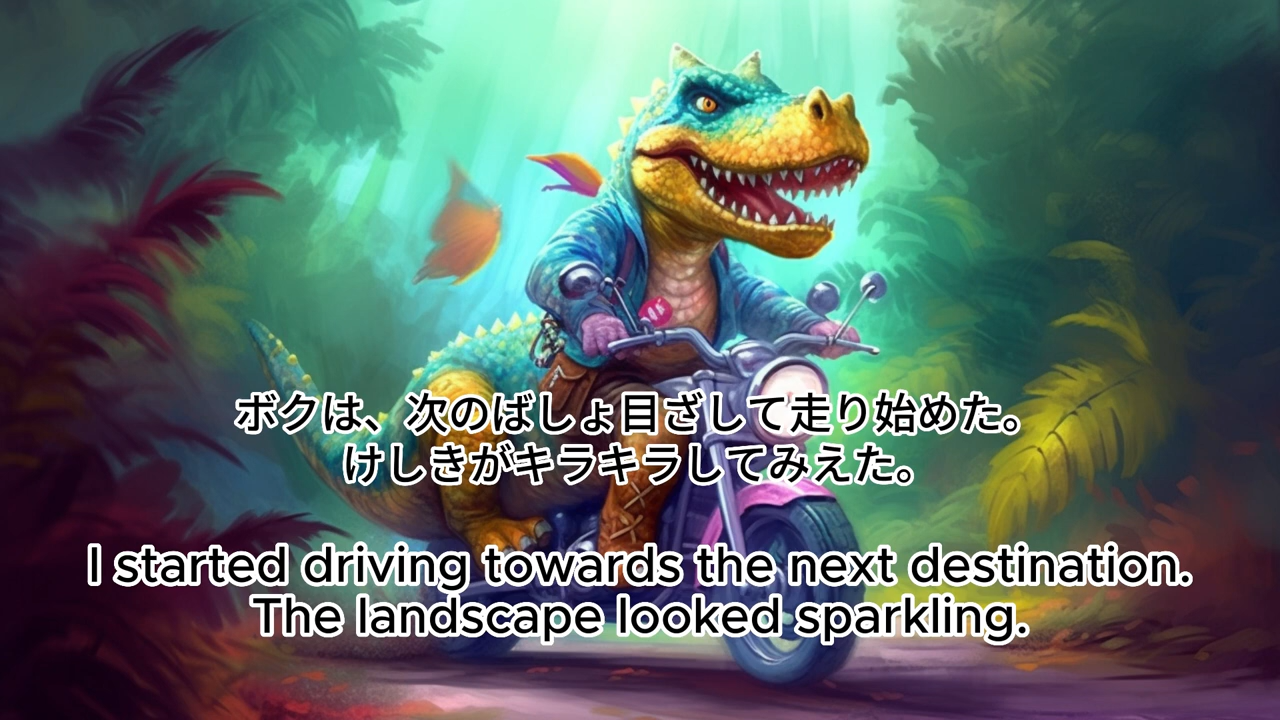 ボクは、次のばしょ目ざして走り始めた。
けしきがキラキラしてみえた。
I started driving towards the next destination.
The landscape looked sparkling.